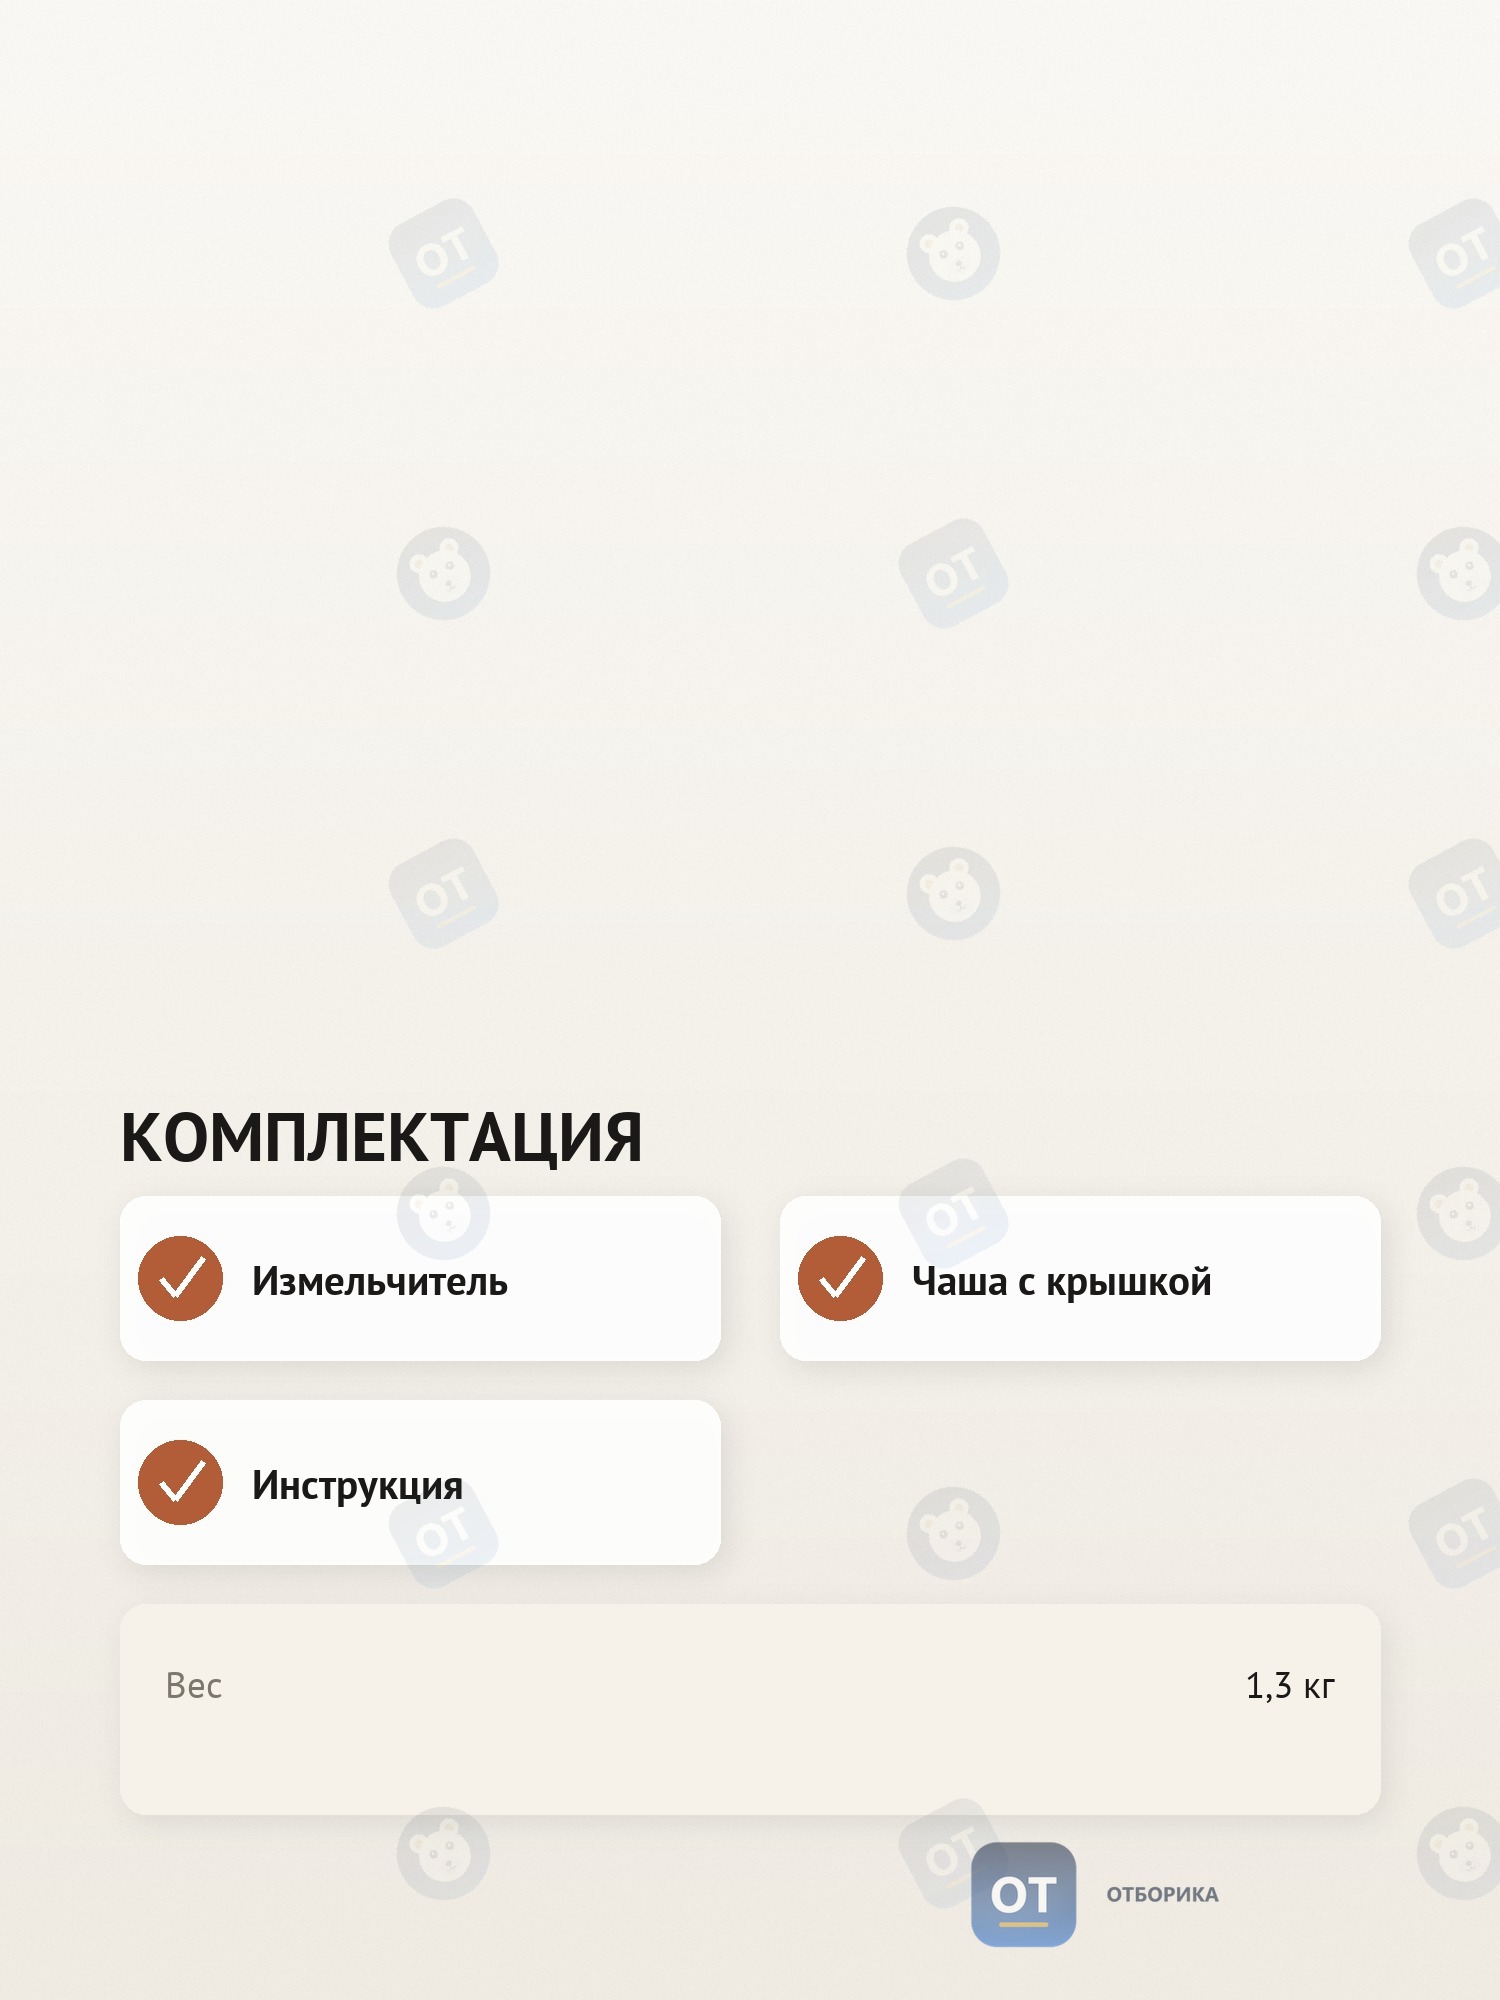 КОМПЛЕКТАЦИЯ
Измельчитель
Чаша с крышкой
Инструкция
Вес
1,3 кг
ОТ
ОТБОРИКА